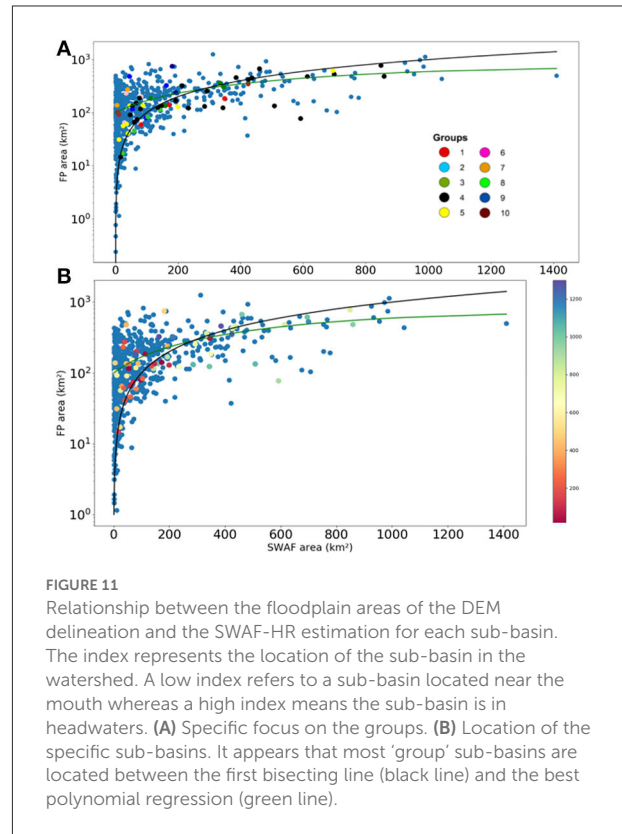 A
10³
10²
10¹
10⁰
FP area (km²)
Groups
1 6
2 7
3 8
4 9
5 10
0 200 400 600 800 1000 1200 1400
B
10³
10²
10¹
10⁰
FP area (km²)
0 200 400 600 800 1000 1200 1400
SWAF area (km²)
1200
1000
800
600
400
200
FIGURE 11
Relationship between the floodplain areas of the DEM
delineation and the SWAF-HR estimation for each sub-basin.
The index represents the location of the sub-basin in the
watershed. A low index refers to a sub-basin located near the
mouth whereas a high index means the sub-basin is in
headwaters. (A) Specific focus on the groups. (B) Location of the
specific sub-basins. It appears that most ‘group’ sub-basins are
located between the first bisecting line (black line) and the best
polynomial regression (green line).